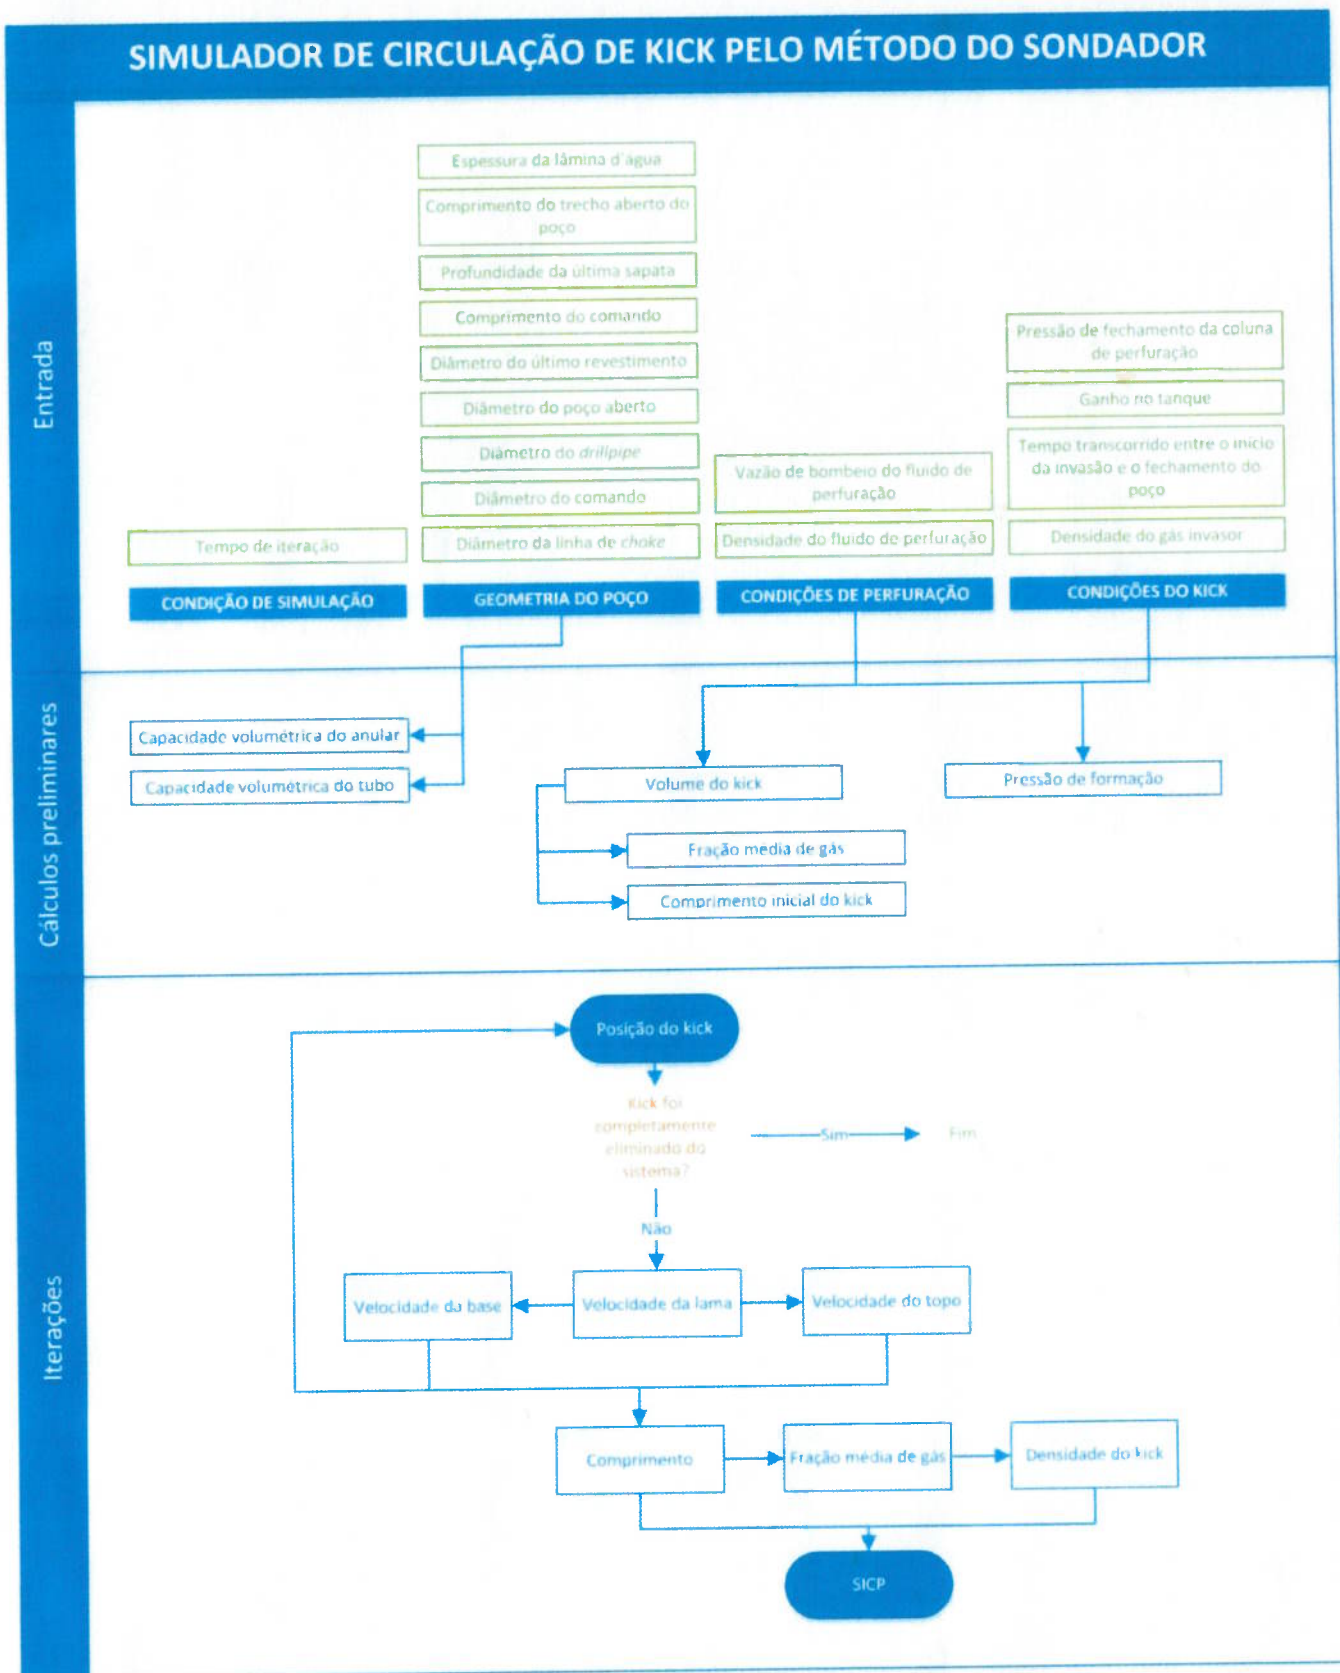 SIMULADOR DE CIRCULAÇÃO DE KICK PELO MÉTODO DO SONDADOR
Entrada
Tempo de iteração
CONDIÇÃO DE SIMULAÇÃO
Espessura da lâmina d'água
Comprimento do trecho aberto do
poço
Profundidade da última sapata
Comprimento do comando
Diâmetro do último revestimento
Diâmetro do poço aberto
Diâmetro do drillpipe
Diâmetro do comando
Diâmetro da linha de choke
GEOMETRIA DO POÇO
Vazão de bombeio do fluido de
perfuração
Densidade do fluido de perfuração
CONDIÇÕES DE PERFURAÇÃO
Pressão de fechamento da coluna
de perfuração
Ganho no tanque
Tempo transcorrido entre o início
da invasão e o fechamento do
poço
Densidade do gás invasor
CONDIÇÕES DO KICK
Cálculos preliminares
Capacidade volumétrica do anular
Capacidade volumétrica do tubo
Volume do kick
Fração média de gás
Comprimento inicial do kick
Pressão de formação
Iterações
Posição do kick
Kick foi
completamente
eliminado do
sistema?
Sim
Fim
Não
Velocidade da base
Velocidade da lama
Velocidade do topo
Comprimento
Fração média de gás
Densidade do kick
SICP